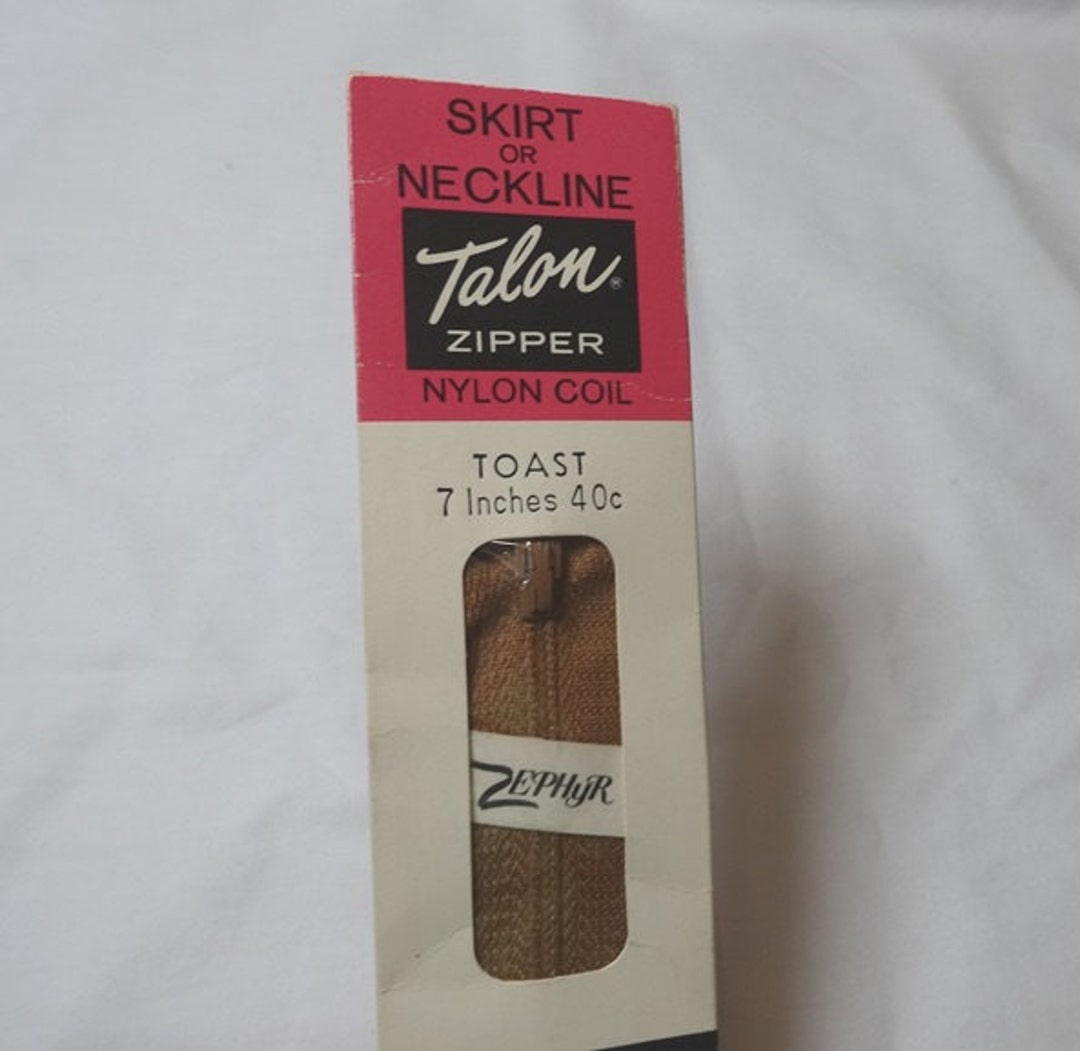 SKIRT
OR
NECKLINE
Talon®
ZIPPER
NYLON COIL
TOAST
7 Inches 40c
ZEPHyR